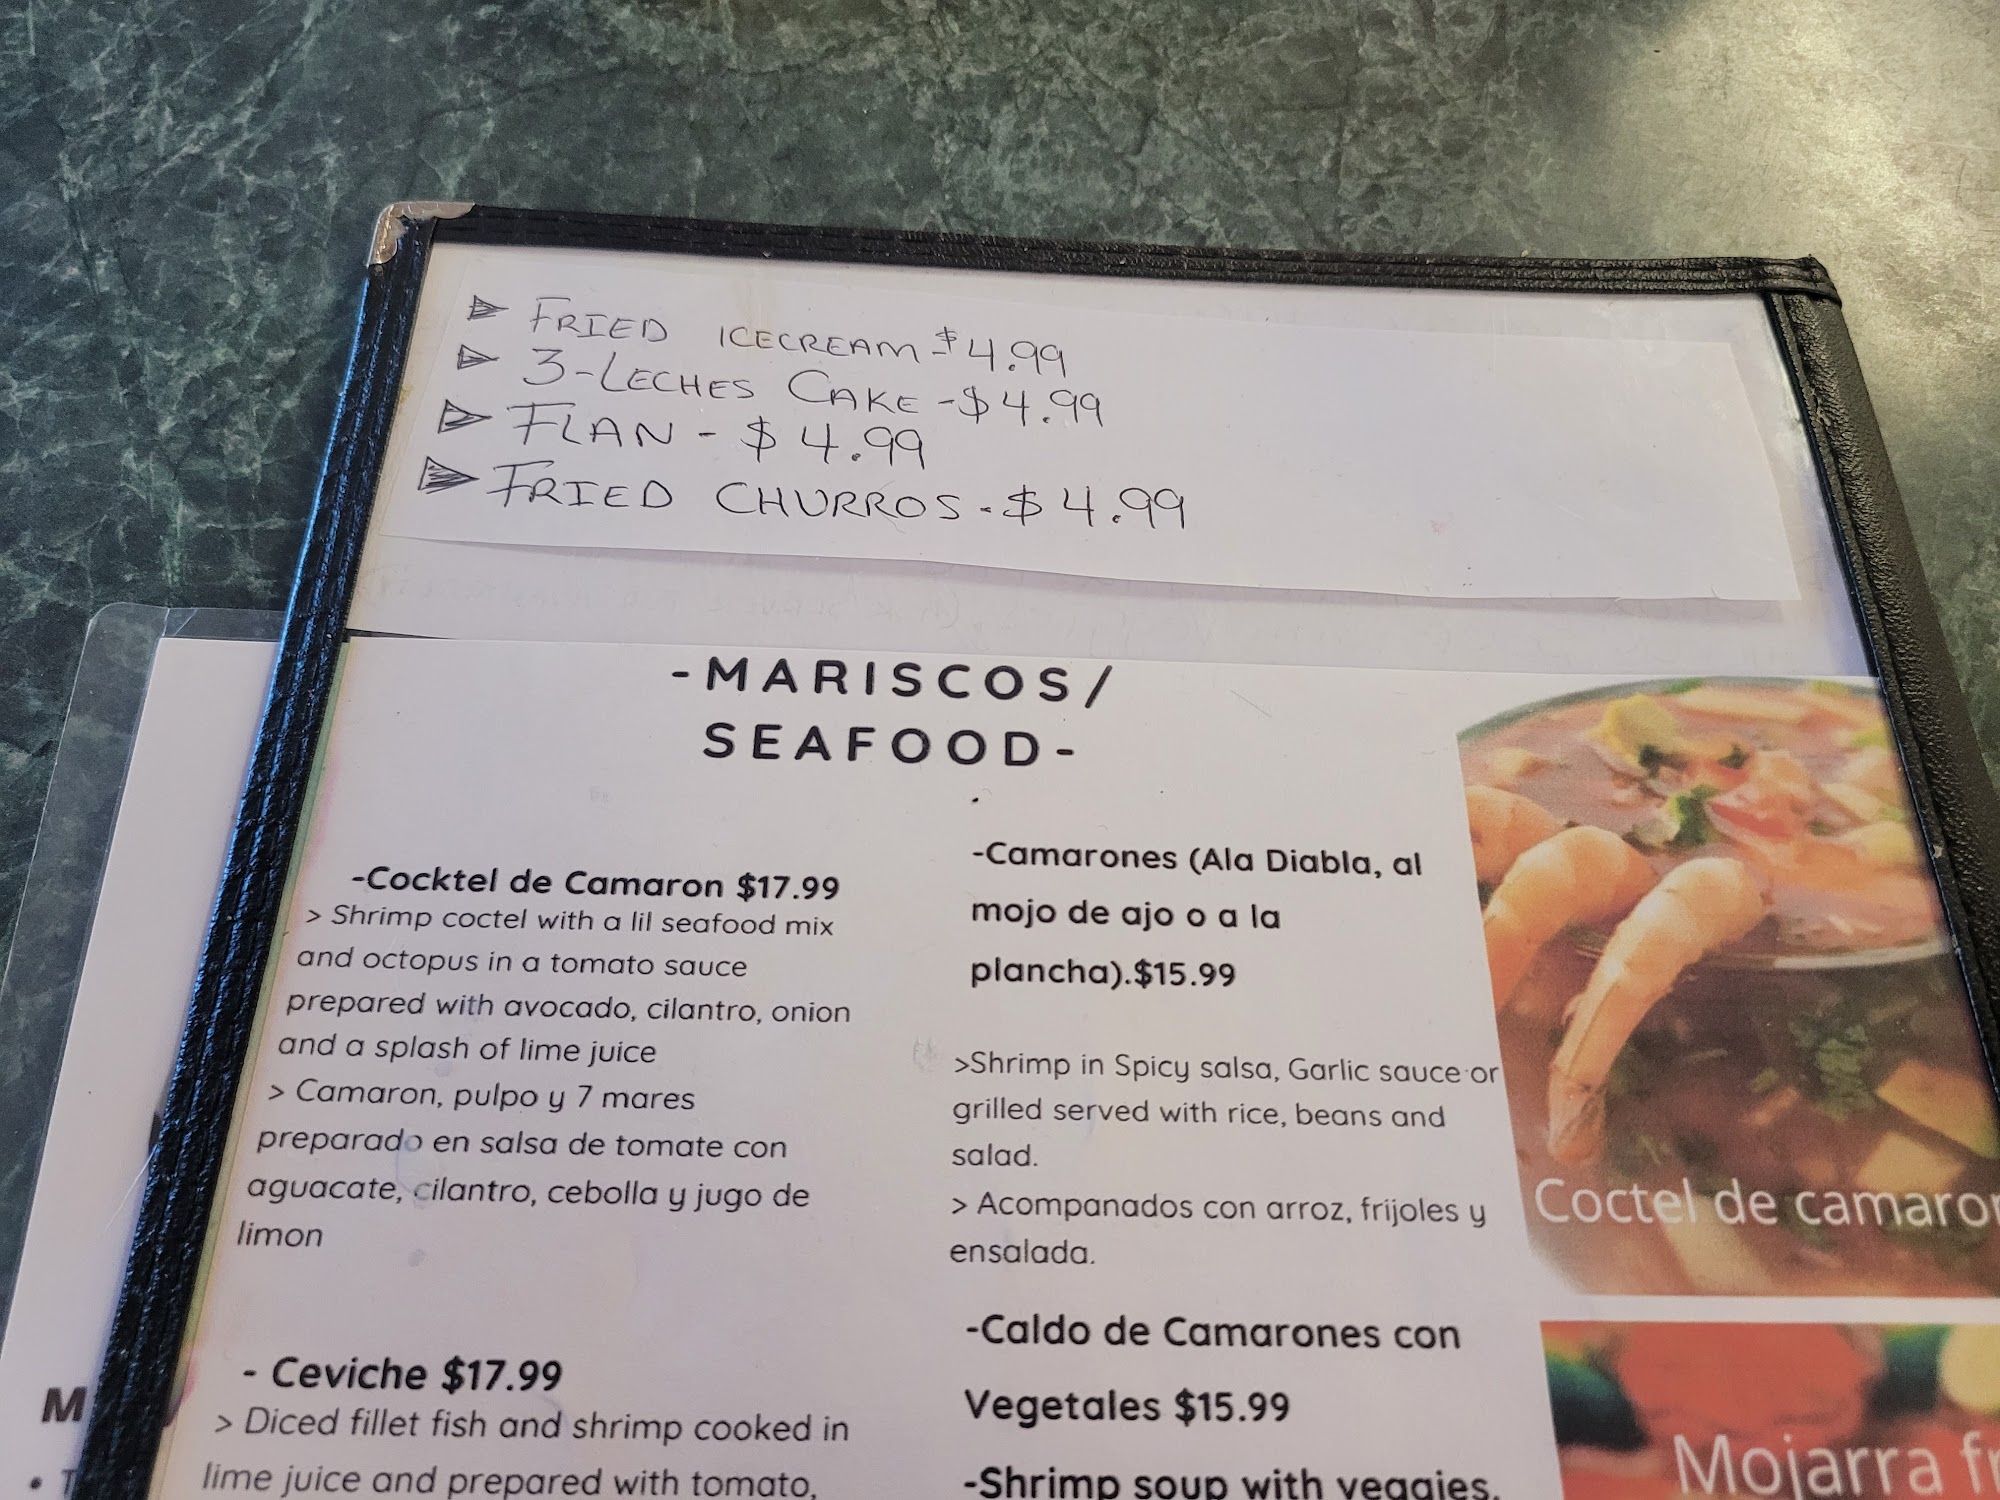 FRIED ICECREAM $4.99
3-LECHES CAKE - $4.99
FLAN - $4.99
FRIED CHURROS - $4.99
-MARISCOS/
SEAFOOD-
-Cocktel de Camaron $17.99
> Shrimp coctel with a lil seafood mix
and octopus in a tomato sauce
prepared with avocado, cilantro, onion
and a splash of lime juice
> Camaron, pulpo y 7 mares
preparado en salsa de tomate con
aguacate, cilantro, cebolla y jugo de
limon
- Ceviche $17.99
> Diced fillet fish and shrimp cooked in
lime juice and prepared with tomato,
-Camarones (Ala Diabla, al
mojo de ajo o a la
plancha).$15.99
>Shrimp in Spicy salsa, Garlic sauce or
grilled served with rice, beans and
salad.
> Acompanados con arroz, frijoles y
ensalada.
-Caldo de Camarones con
Vegetales $15.99
-Shrimp soup with veggies.
Coctel de camaron
Mojarra fr